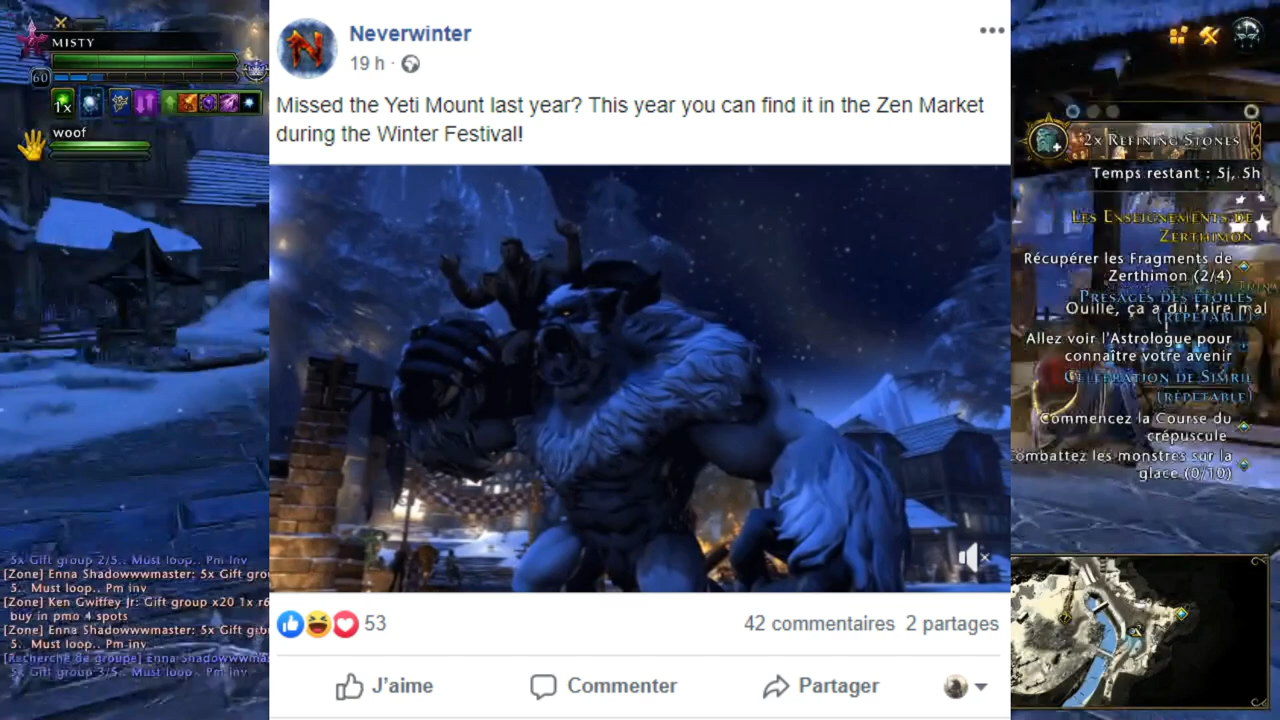 MISTY
60
1x
woof
Neverwinter
19 h ·
Missed the Yeti Mount last year? This year you can find it in the Zen Market
during the Winter Festival!
53
42 commentaires 2 partages
J'aime
Commenter
Partager
2x Refining Stones
Temps restant : 5j, 5h
Les Enseignements de
Zerthimon
Récupérer les Fragments de
Zerthimon (2/4)
Présages des étoiles
Ouille, ça a dû faire mal
(répétable)
Allez voir l'Astrologue pour
connaître votre avenir
Célébration de Simril
(répétable)
Commencez la Course du
crépuscule
ombattez les monstres sur la
glace (0/10)
5x Gift group 2/5.. Must loop.. Pm inv
[Zone] Enna Shadowwwmaster: 5x Gift gro
5. Must loop.. Pm inv
[Zone] Ken Gwiffey Jr: Gift group x20 1x r6
buy in pmo 4 spots
[Zone] Enna Shadowwwmaster: 5x Gift gro
5. Must loop.. Pm inv
[Recherche de groupe] Enna Shadowwwma
5x Gift group 3/5.. Must loop.. Pm inv